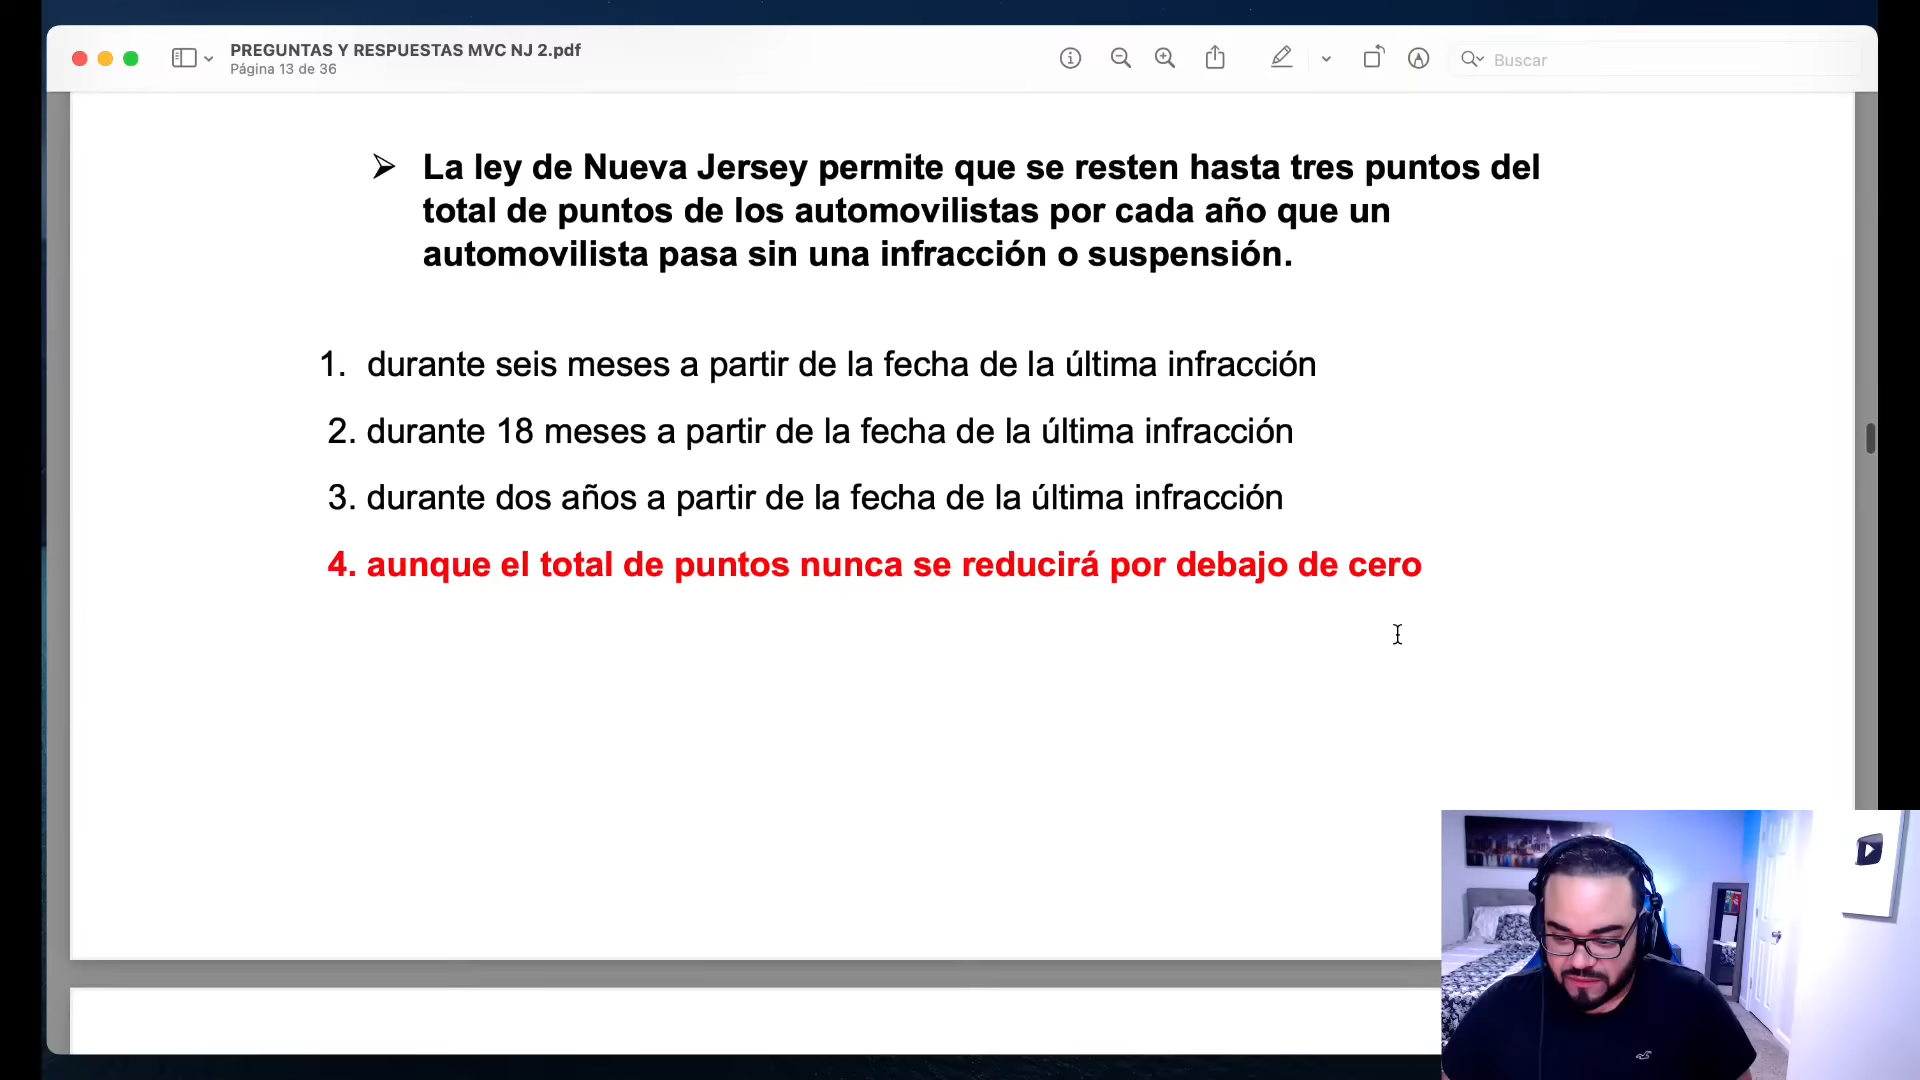 PREGUNTAS Y RESPUESTAS MVC NJ 2.pdf
Página 13 de 36
Buscar
➢ La ley de Nueva Jersey permite que se resten hasta tres puntos del
total de puntos de los automovilistas por cada año que un
automovilista pasa sin una infracción o suspensión.
1. durante seis meses a partir de la fecha de la última infracción
2. durante 18 meses a partir de la fecha de la última infracción
3. durante dos años a partir de la fecha de la última infracción
4. aunque el total de puntos nunca se reducirá por debajo de cero